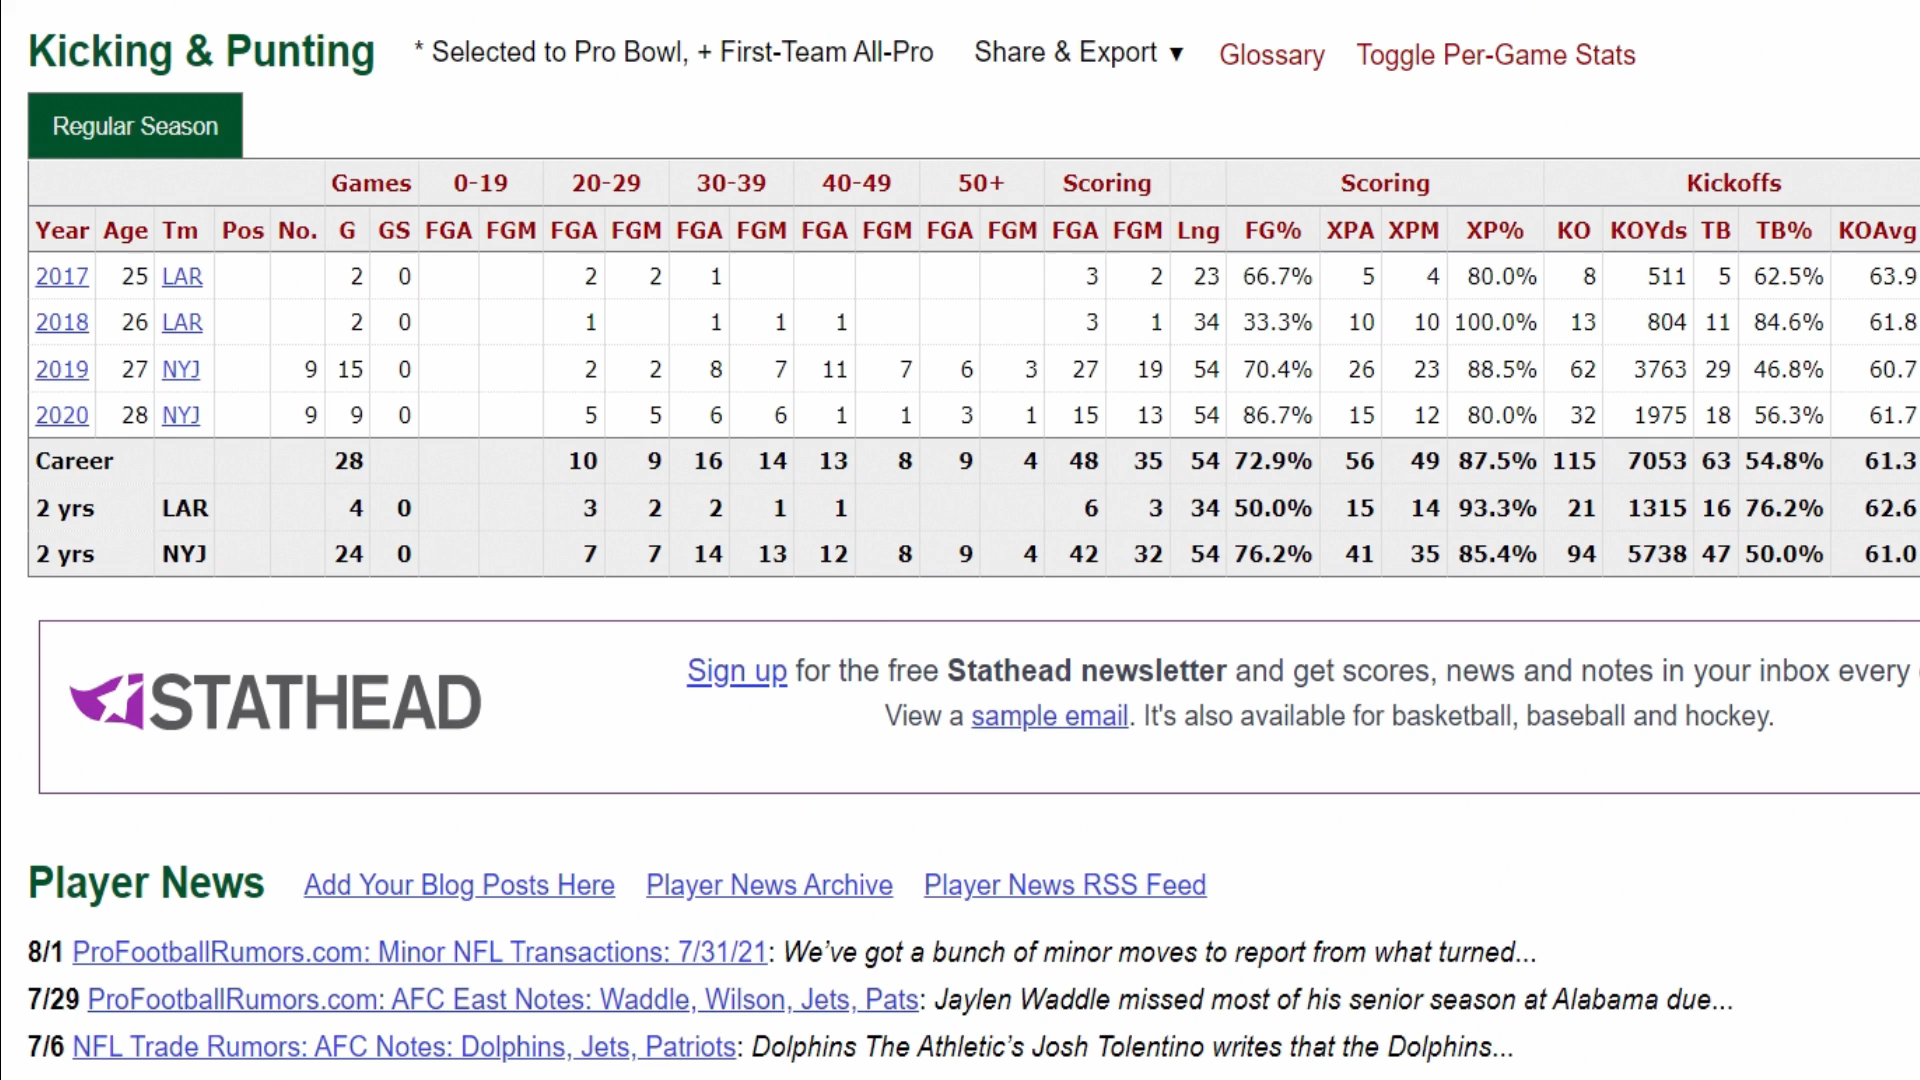 Kicking & Punting * Selected to Pro Bowl, + First-Team All-Pro Share & Export ▼ Glossary Toggle Per-Game Stats
Regular Season
Games 0-19 20-29 30-39 40-49 50+ Scoring Scoring Kickoffs
Year Age Tm Pos No. G GS FGA FGM FGA FGM FGA FGM FGA FGM FGA FGM FGA FGM Lng FG% XPA XPM XP% KO KOYds TB TB% KOAvg
2017 25 LAR 2 0 2 2 1 3 2 23 66.7% 5 4 80.0% 8 511 5 62.5% 63.9
2018 26 LAR 2 0 1 1 1 1 3 1 34 33.3% 10 10 100.0% 13 804 11 84.6% 61.8
2019 27 NYJ 9 15 0 2 2 8 7 11 7 6 3 27 19 54 70.4% 26 23 88.5% 62 3763 29 46.8% 60.7
2020 28 NYJ 9 9 0 5 5 6 6 1 1 3 1 15 13 54 86.7% 15 12 80.0% 32 1975 18 56.3% 61.7
Career 28 10 9 16 14 13 8 9 4 48 35 54 72.9% 56 49 87.5% 115 7053 63 54.8% 61.3
2 yrs LAR 4 0 3 2 2 1 1 6 3 34 50.0% 15 14 93.3% 21 1315 16 76.2% 62.6
2 yrs NYJ 24 0 7 7 14 13 12 8 9 4 42 32 54 76.2% 41 35 85.4% 94 5738 47 50.0% 61.0
STATHEAD
Sign up for the free Stathead newsletter and get scores, news and notes in your inbox every
View a sample email. It's also available for basketball, baseball and hockey.
Player News Add Your Blog Posts Here Player News Archive Player News RSS Feed
8/1 ProFootballRumors.com: Minor NFL Transactions: 7/31/21: We’ve got a bunch of minor moves to report from what turned...
7/29 ProFootballRumors.com: AFC East Notes: Waddle, Wilson, Jets, Pats: Jaylen Waddle missed most of his senior season at Alabama due...
7/6 NFL Trade Rumors: AFC Notes: Dolphins, Jets, Patriots: Dolphins The Athletic’s Josh Tolentino writes that the Dolphins...